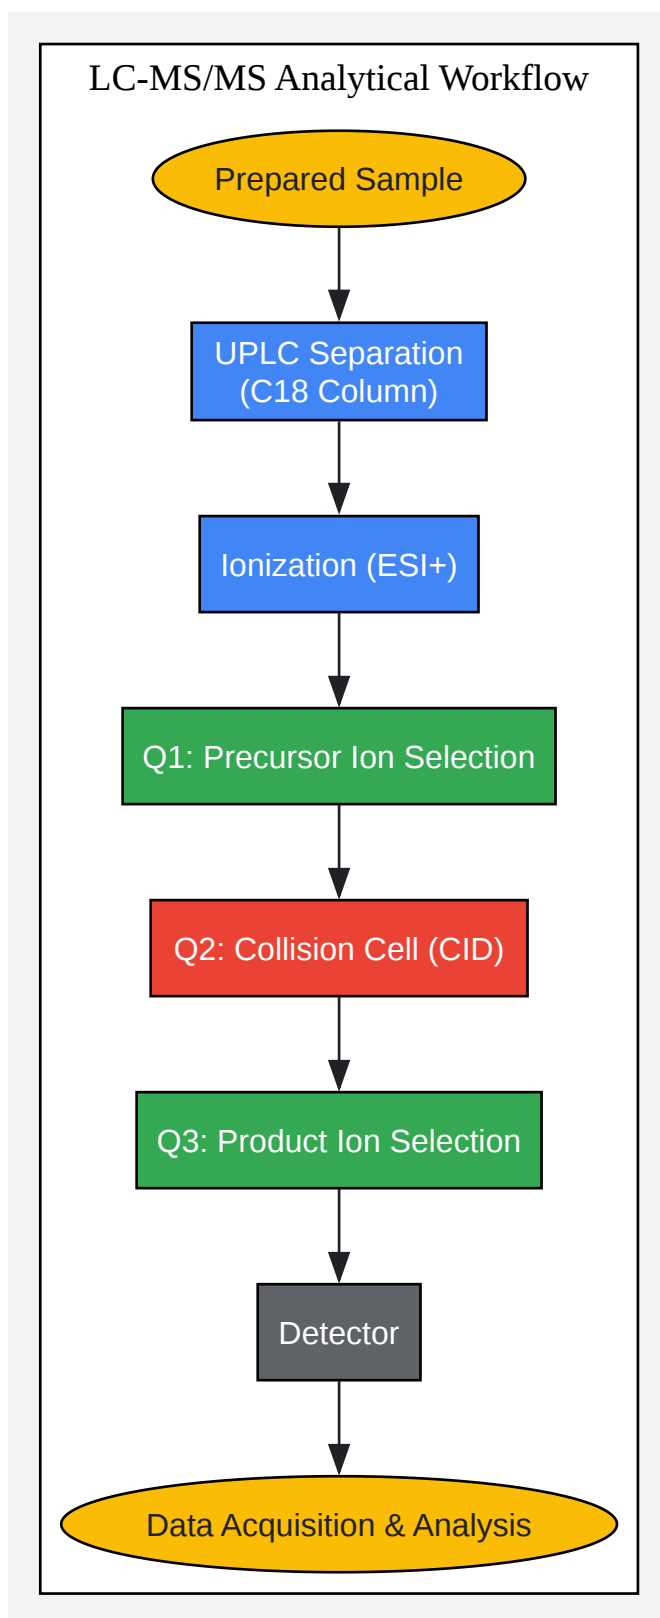 LC-MS/MS Analytical Workflow
Prepared Sample
UPLC Separation
(C18 Column)
Ionization (ESI+)
Q1: Precursor Ion Selection
Q2: Collision Cell (CID)
Q3: Product Ion Selection
Detector
Data Acquisition & Analysis